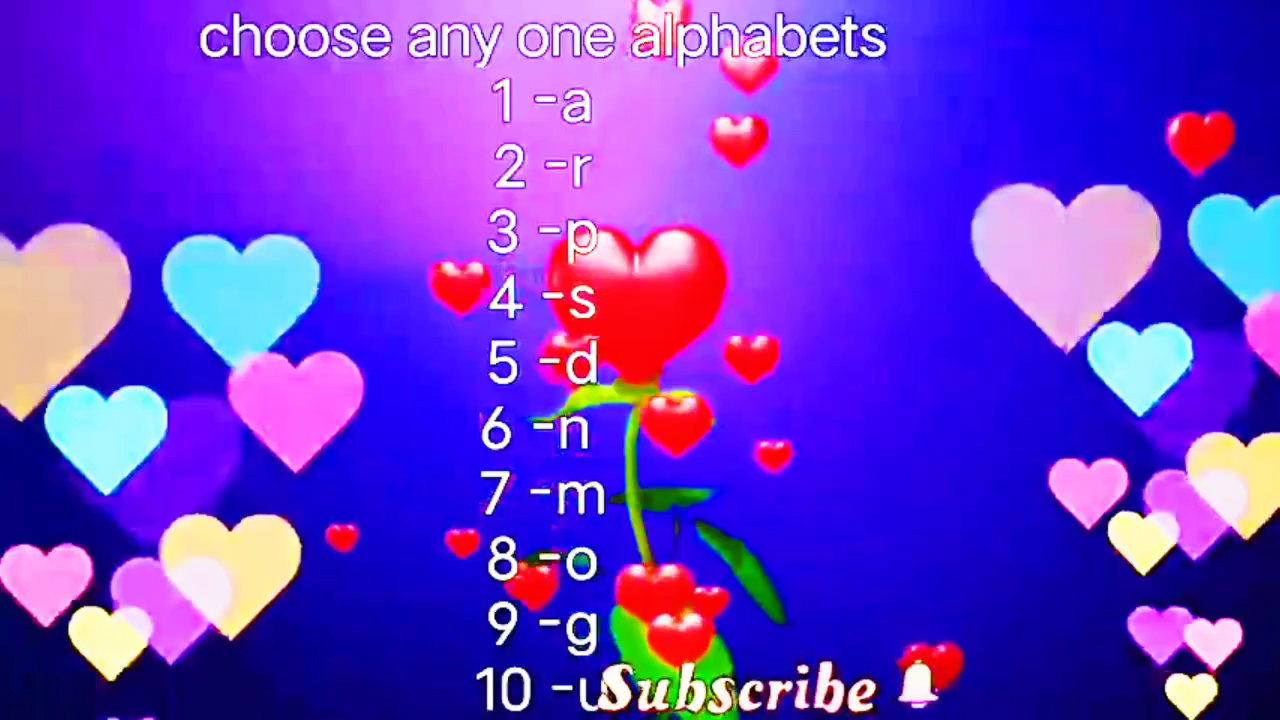 choose any one alphabets
1 -a
2 -r
3 -p
4 -s
5 -d
6 -n
7 -m
8 -o
9 -g
10 -u
Subscribe